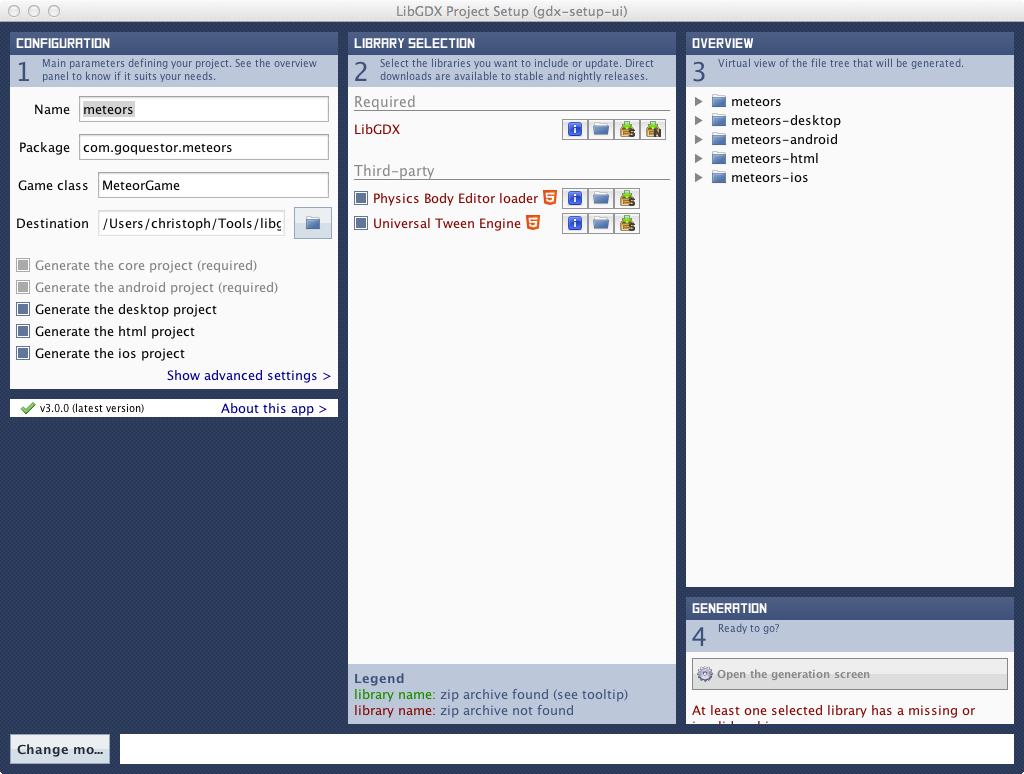 LibGDX Project Setup (gdx-setup-ui)
CONFIGURATION
1
Main parameters defining your project. See the overview
panel to know if it suits your needs.
Name meteors
Package com.goquestor.meteors
Game class MeteorGame
Destination /Users/christoph/Tools/libg
Generate the core project (required)
Generate the android project (required)
Generate the desktop project
Generate the html project
Generate the ios project
Show advanced settings >
v3.0.0 (latest version) About this app >
LIBRARY SELECTION
2
Select the libraries you want to include or update. Direct
downloads are available to stable and nightly releases.
Required
LibGDX
S
N
Third-party
Physics Body Editor loader
S
Universal Tween Engine
S
Legend
library name: zip archive found (see tooltip)
library name: zip archive not found
OVERVIEW
3
Virtual view of the file tree that will be generated.
meteors
meteors-desktop
meteors-android
meteors-html
meteors-ios
GENERATION
4
Ready to go?
Open the generation screen
At least one selected library has a missing or
Change mo...